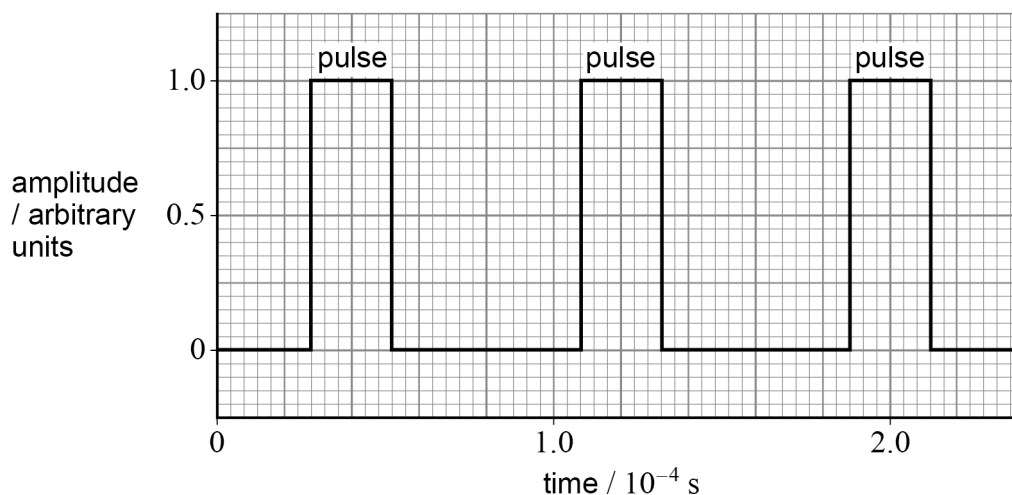 pulse
pulse
pulse
1.0
amplitude
/ arbitrary
units
0.5
0
0
1.0
2.0
time / 10⁻⁴ s